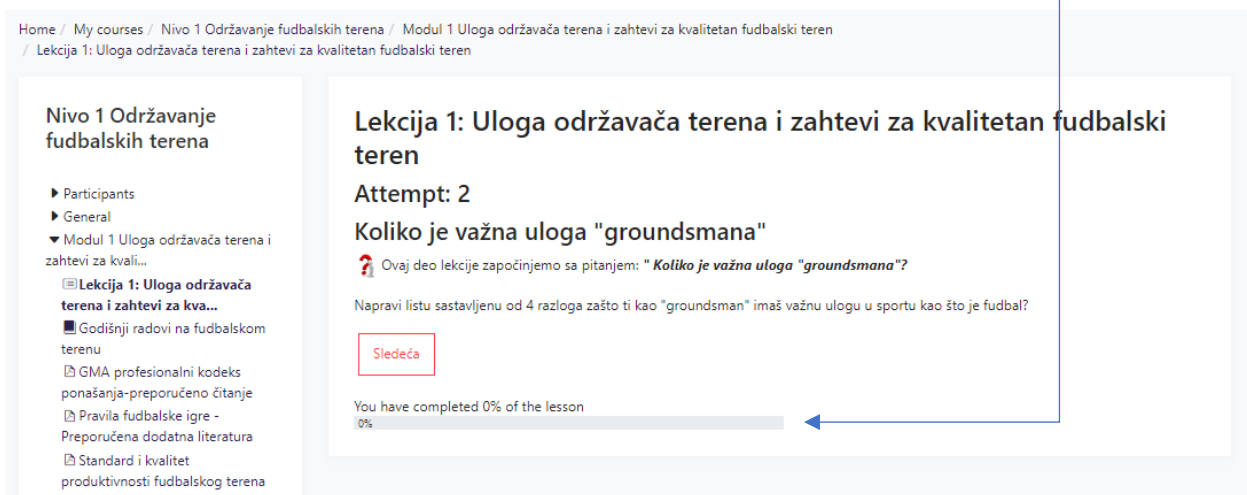 Home / My courses / Nivo 1 Održavanje fudbalskih terena / Modul 1 Uloga održavača terena i zahtevi za kvalitetan fudbalski teren
/ Lekcija 1: Uloga održavača terena i zahtevi za kvalitetan fudbalski teren
Nivo 1 Održavanje
fudbalskih terena
Participants
General
Modul 1 Uloga održavača terena i
zahtevi za kvali...
Lekcija 1: Uloga održavača
terena i zahtevi za kva...
Godišnji radovi na fudbalskom
terenu
GMA profesionalni kodeks
ponašanja-preporučeno čitanje
Pravila fudbalske igre -
Preporučena dodatna literatura
Standard i kvalitet
produktivnosti fudbalskog terena
Lekcija 1: Uloga održavača terena i zahtevi za kvalitetan fudbalski
teren
Attempt: 2
Koliko je važna uloga "groundsmana"
Ovaj deo lekcije započinjemo sa pitanjem: " Koliko je važna uloga "groundsmana"?
Napravi listu sastavljenu od 4 razloga zašto ti kao "groundsman" imaš važnu ulogu u sportu kao što je fudbal?
Sledeća
You have completed 0% of the lesson
0%